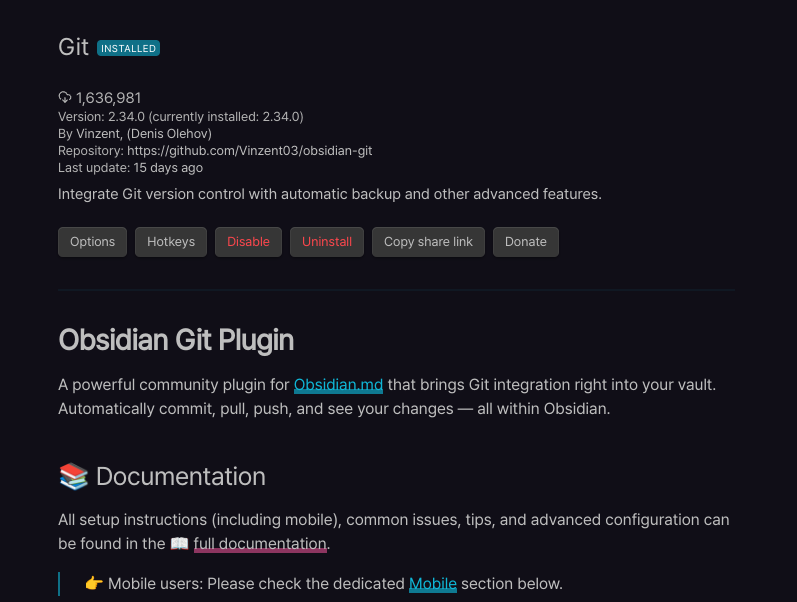 Git INSTALLED
1,636,981
Version: 2.34.0 (currently installed: 2.34.0)
By Vinzent, (Denis Olehov)
Repository: https://github.com/Vinzent03/obsidian-git
Last update: 15 days ago
Integrate Git version control with automatic backup and other advanced features.
Options Hotkeys Disable Uninstall Copy share link Donate
Obsidian Git Plugin
A powerful community plugin for Obsidian.md that brings Git integration right into your vault.
Automatically commit, pull, push, and see your changes — all within Obsidian.
📚 Documentation
All setup instructions (including mobile), common issues, tips, and advanced configuration can
be found in the 📖 full documentation.
👉 Mobile users: Please check the dedicated Mobile section below.